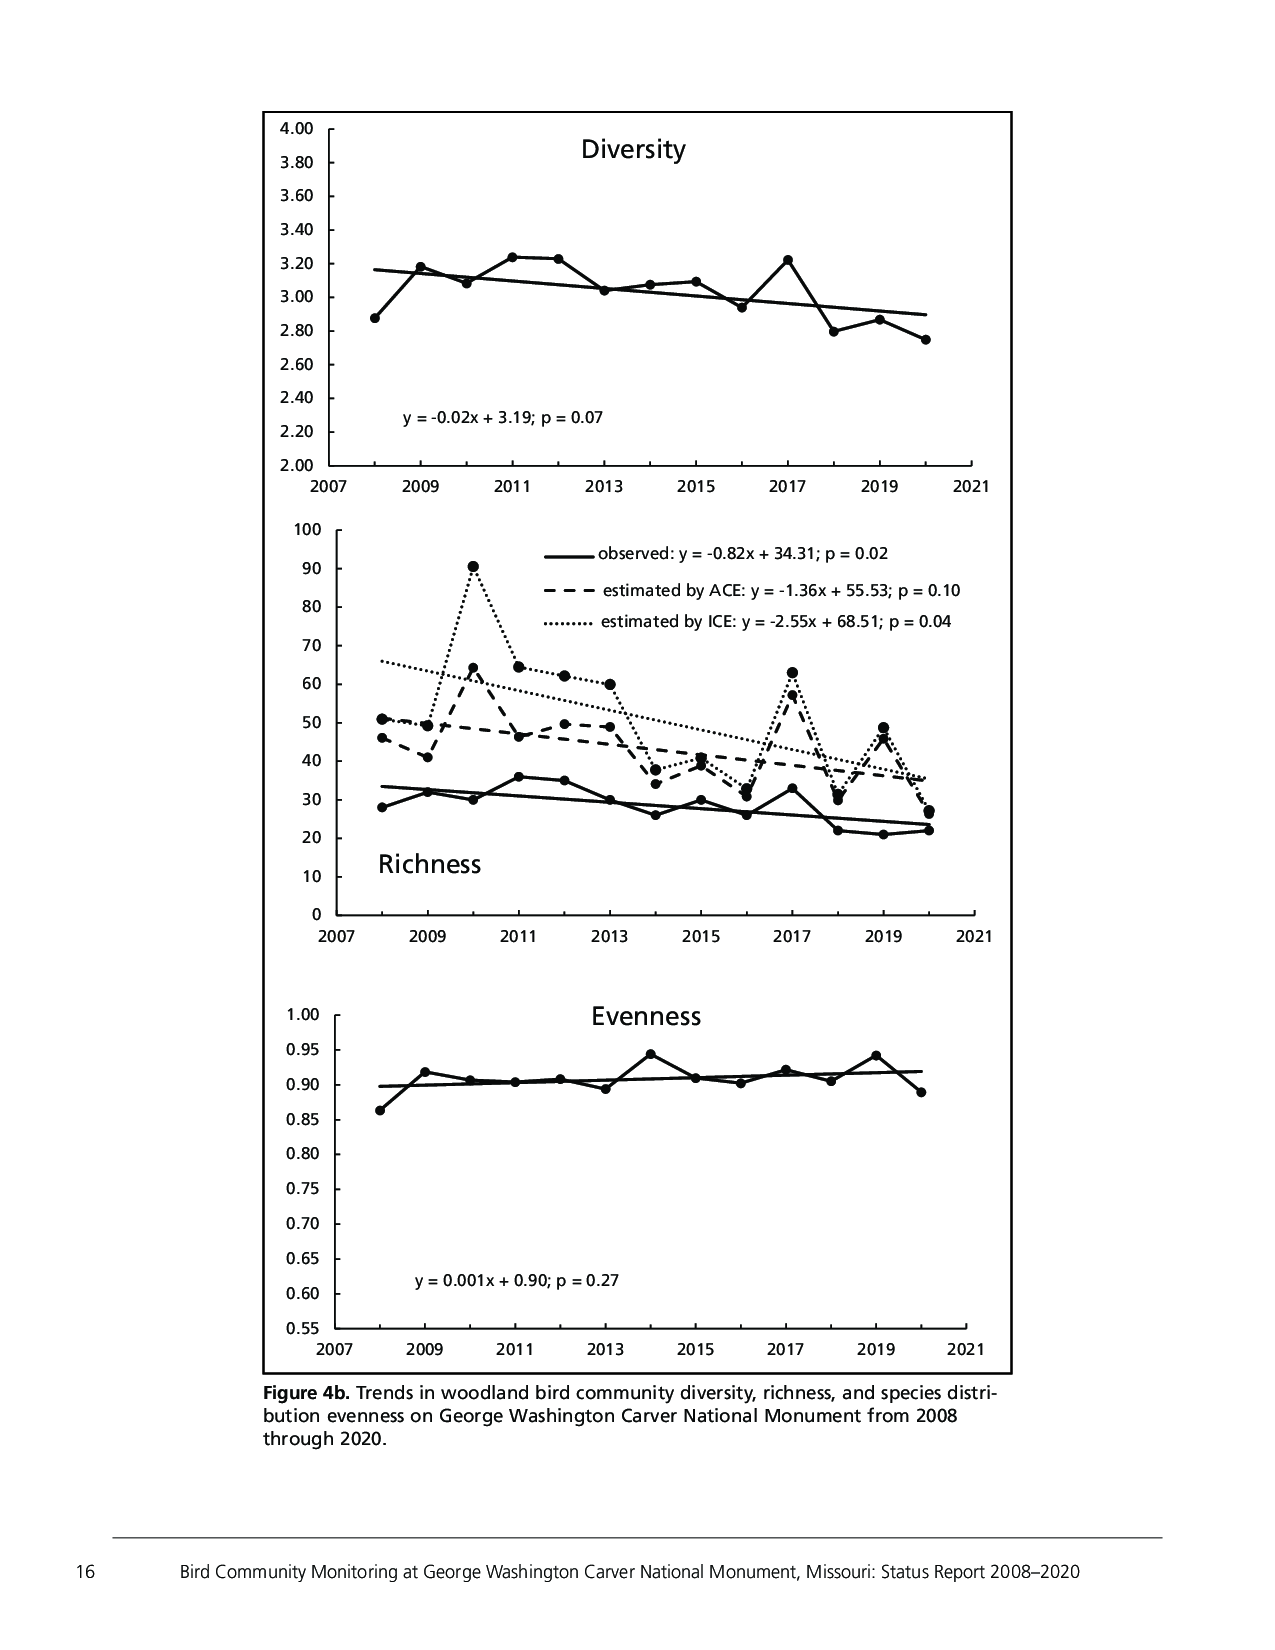 Diversity
4.00
3.80
3.60
3.40
3.20
3.00
2.80
2.60
2.40
2.20
2.00
y = -0.02x + 3.19; p = 0.07
2007 2009 2011 2013 2015 2017 2019 2021
100
90
80
70
60
50
40
30
20
10
0
observed: y = -0.82x + 34.31; p = 0.02
estimated by ACE: y = -1.36x + 55.53; p = 0.10
estimated by ICE: y = -2.55x + 68.51; p = 0.04
Richness
2007 2009 2011 2013 2015 2017 2019 2021
Evenness
1.00
0.95
0.90
0.85
0.80
0.75
0.70
0.65
0.60
0.55
y = 0.001x + 0.90; p = 0.27
2007 2009 2011 2013 2015 2017 2019 2021
Figure 4b. Trends in woodland bird community diversity, richness, and species distri-
bution evenness on George Washington Carver National Monument from 2008
through 2020.
16 Bird Community Monitoring at George Washington Carver National Monument, Missouri: Status Report 2008–2020